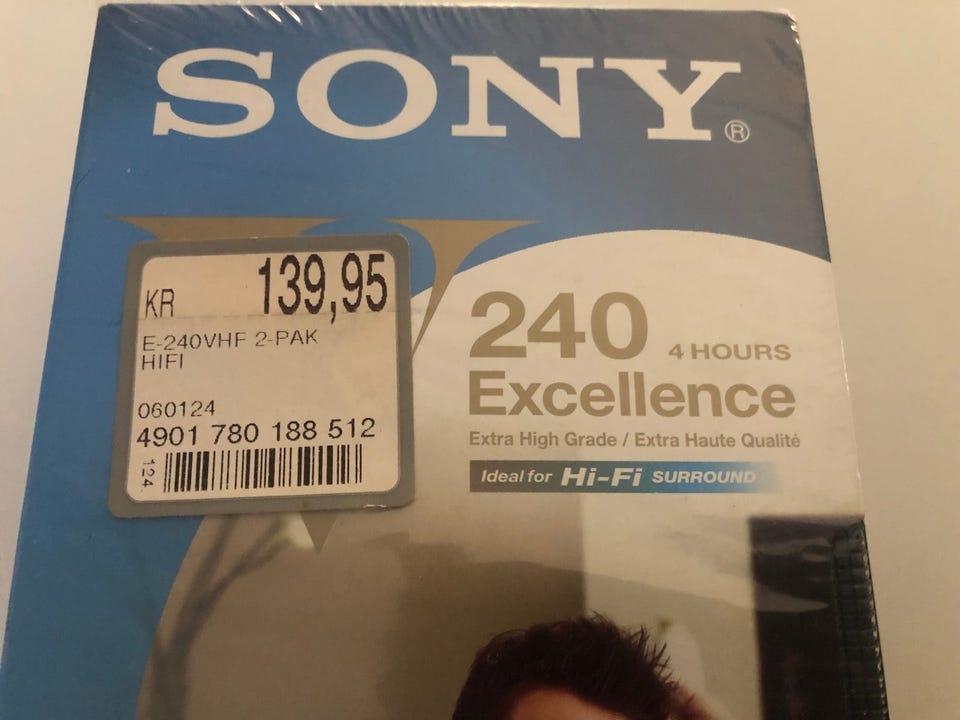 SONY®
KR 139,95
E-240VHF 2-PAK
HIFI
060124
4901 780 188 512
124
240 4 HOURS
Excellence
Extra High Grade / Extra Haute Qualité
Ideal for Hi-Fi SURROUND